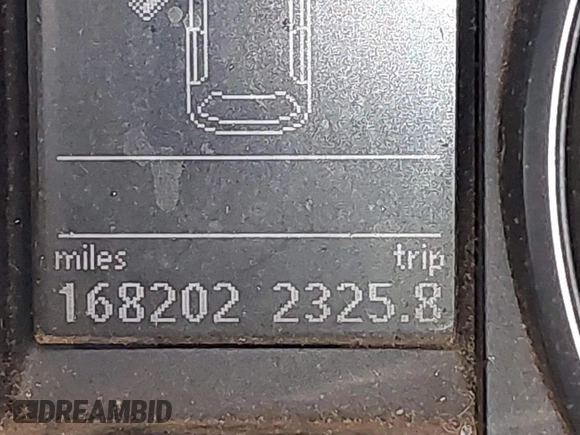 miles trip
168202 2325.8
DREAMBID